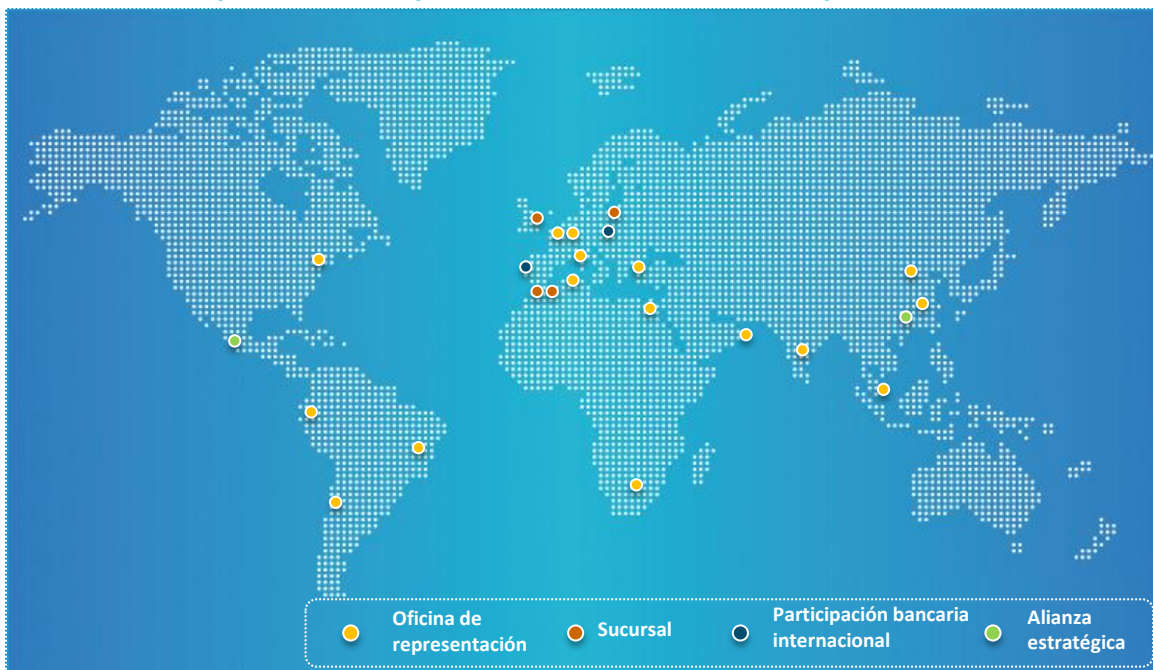 Oficina de
representación
Sucursal
Participación bancaria
internacional
Alianza
estratégica